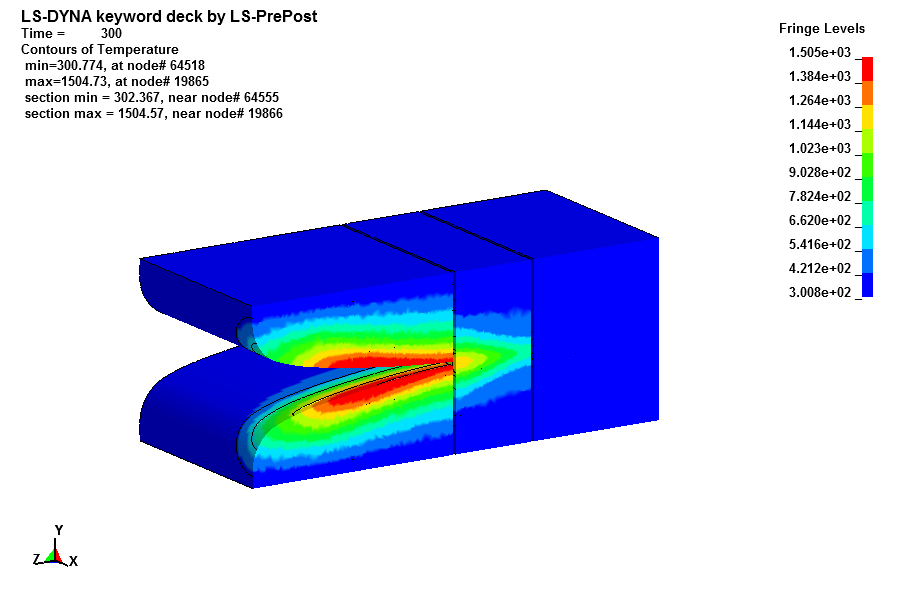 LS-DYNA keyword deck by LS-PrePost
Time = 300
Contours of Temperature
min=300.774, at node# 64518
max=1504.73, at node# 19865
section min = 302.367, near node# 64555
section max = 1504.57, near node# 19866
Fringe Levels
1.505e+03
1.384e+03
1.264e+03
1.144e+03
1.023e+03
9.028e+02
7.824e+02
6.620e+02
5.416e+02
4.212e+02
3.008e+02
Y
Z
X